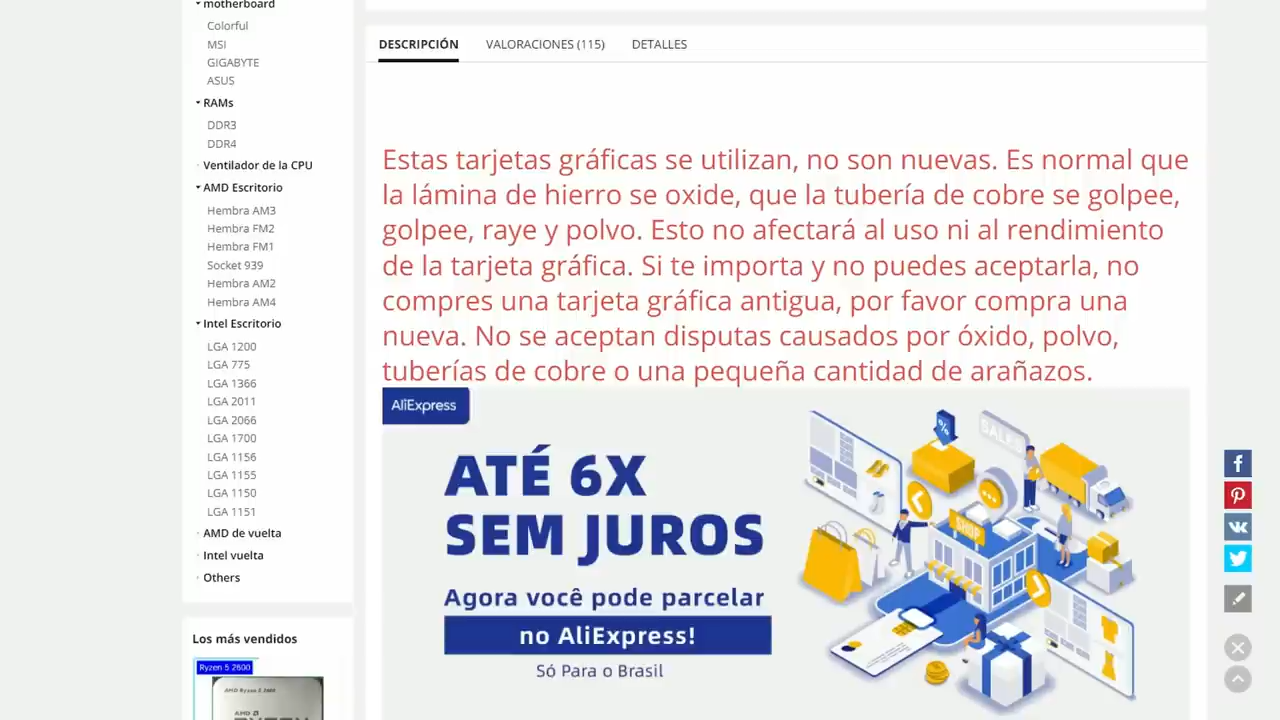 motherboard
Colorful
MSI
GIGABYTE
ASUS
RAMs
DDR3
DDR4
Ventilador de la CPU
AMD Escritorio
Hembra AM3
Hembra FM2
Hembra FM1
Socket 939
Hembra AM2
Hembra AM4
Intel Escritorio
LGA 1200
LGA 775
LGA 1366
LGA 2011
LGA 2066
LGA 1700
LGA 1156
LGA 1155
LGA 1150
LGA 1151
AMD de vuelta
Intel vuelta
Others
Los más vendidos
Ryzen 5 2600
AMD Ryzen 5 2600
AMD
RYZEN
DESCRIPCIÓN VALORACIONES (115) DETALLES
Estas tarjetas gráficas se utilizan, no son nuevas. Es normal que
la lámina de hierro se oxide, que la tubería de cobre se golpee,
golpee, raye y polvo. Esto no afectará al uso ni al rendimiento
de la tarjeta gráfica. Si te importa y no puedes aceptarla, no
compres una tarjeta gráfica antigua, por favor compra una
nueva. No se aceptan disputas causados por óxido, polvo,
tuberías de cobre o una pequeña cantidad de arañazos.
AliExpress
ATÉ 6X
SEM JUROS
Agora você pode parcelar
no AliExpress!
Só Para o Brasil
SALES
SHOP